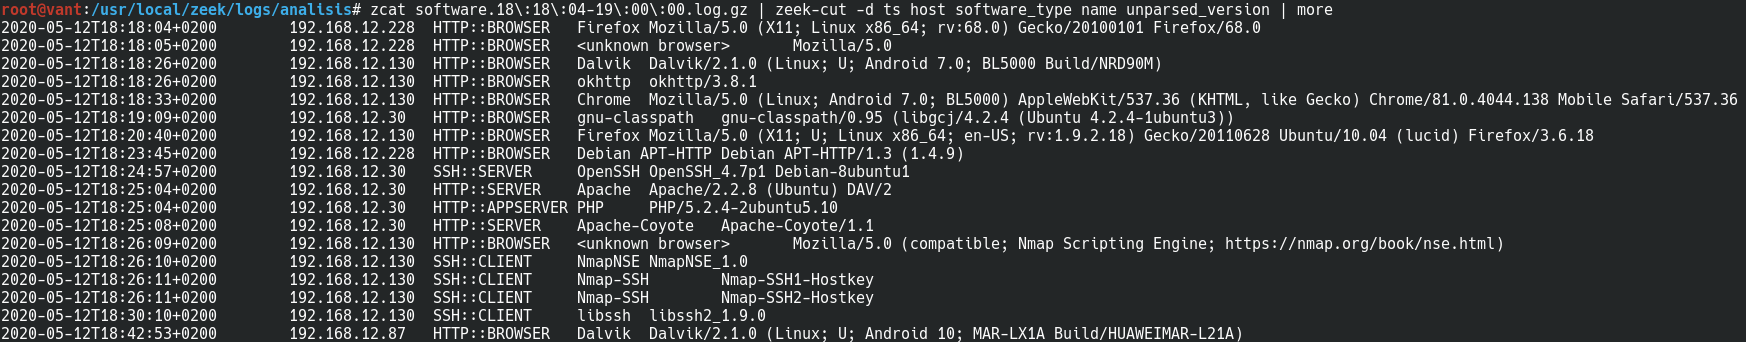 root@vant:/usr/local/zeek/logs/analisis# zcat software.18\:18\:04-19\:00\:00.log.gz | zeek-cut -d ts host software_type name unparsed_version | more
2020-05-12T18:18:04+0200 192.168.12.228 HTTP::BROWSER Firefox Mozilla/5.0 (X11; Linux x86_64; rv:68.0) Gecko/20100101 Firefox/68.0
2020-05-12T18:18:05+0200 192.168.12.228 HTTP::BROWSER <unknown browser> Mozilla/5.0
2020-05-12T18:18:26+0200 192.168.12.130 HTTP::BROWSER Dalvik Dalvik/2.1.0 (Linux; U; Android 7.0; BL5000 Build/NRD90M)
2020-05-12T18:18:26+0200 192.168.12.130 HTTP::BROWSER okhttp okhttp/3.8.1
2020-05-12T18:18:33+0200 192.168.12.130 HTTP::BROWSER Chrome Mozilla/5.0 (Linux; Android 7.0; BL5000) AppleWebKit/537.36 (KHTML, like Gecko) Chrome/81.0.4044.138 Mobile Safari/537.36
2020-05-12T18:19:09+0200 192.168.12.30 HTTP::BROWSER gnu-classpath gnu-classpath/0.95 (libgcj/4.2.4 (Ubuntu 4.2.4-1ubuntu3))
2020-05-12T18:20:40+0200 192.168.12.130 HTTP::BROWSER Firefox Mozilla/5.0 (X11; U; Linux x86_64; en-US; rv:1.9.2.18) Gecko/20110628 Ubuntu/10.04 (lucid) Firefox/3.6.18
2020-05-12T18:23:45+0200 192.168.12.228 HTTP::BROWSER Debian APT-HTTP Debian APT-HTTP/1.3 (1.4.9)
2020-05-12T18:24:57+0200 192.168.12.30 SSH::SERVER OpenSSH OpenSSH_4.7p1 Debian-8ubuntu1
2020-05-12T18:25:04+0200 192.168.12.30 HTTP::SERVER Apache Apache/2.2.8 (Ubuntu) DAV/2
2020-05-12T18:25:04+0200 192.168.12.30 HTTP::APPSERVER PHP PHP/5.2.4-2ubuntu5.10
2020-05-12T18:25:08+0200 192.168.12.30 HTTP::SERVER Apache-Coyote Apache-Coyote/1.1
2020-05-12T18:26:09+0200 192.168.12.130 HTTP::BROWSER <unknown browser> Mozilla/5.0 (compatible; Nmap Scripting Engine; https://nmap.org/book/nse.html)
2020-05-12T18:26:10+0200 192.168.12.130 SSH::CLIENT NmapNSE NmapNSE_1.0
2020-05-12T18:26:11+0200 192.168.12.130 SSH::CLIENT Nmap-SSH Nmap-SSH1-Hostkey
2020-05-12T18:26:11+0200 192.168.12.130 SSH::CLIENT Nmap-SSH Nmap-SSH2-Hostkey
2020-05-12T18:30:10+0200 192.168.12.130 SSH::CLIENT libssh libssh2_1.9.0
2020-05-12T18:42:53+0200 192.168.12.87 HTTP::BROWSER Dalvik Dalvik/2.1.0 (Linux; U; Android 10; MAR-LX1A Build/HUAWEIMAR-L21A)